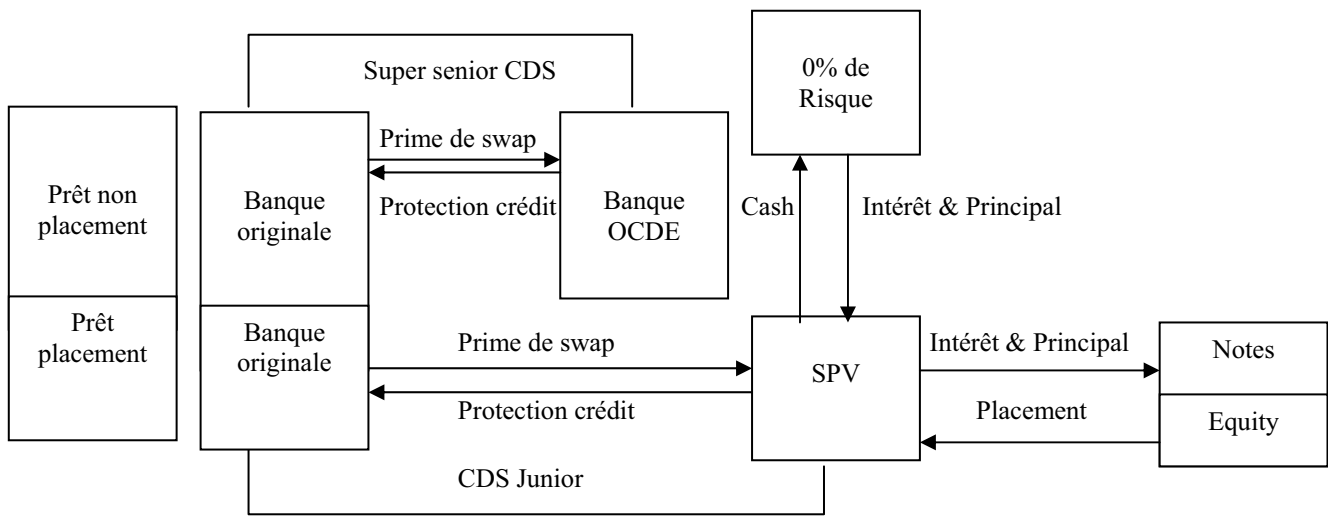 Super senior CDS
0% de
Risque
Prime de swap
Prêt non
placement
Banque
originale
Protection crédit
Banque
OCDE
Cash
Intérêt & Principal
Prêt
placement
Banque
originale
Prime de swap
SPV
Intérêt & Principal
Notes
Protection crédit
Placement
Equity
CDS Junior